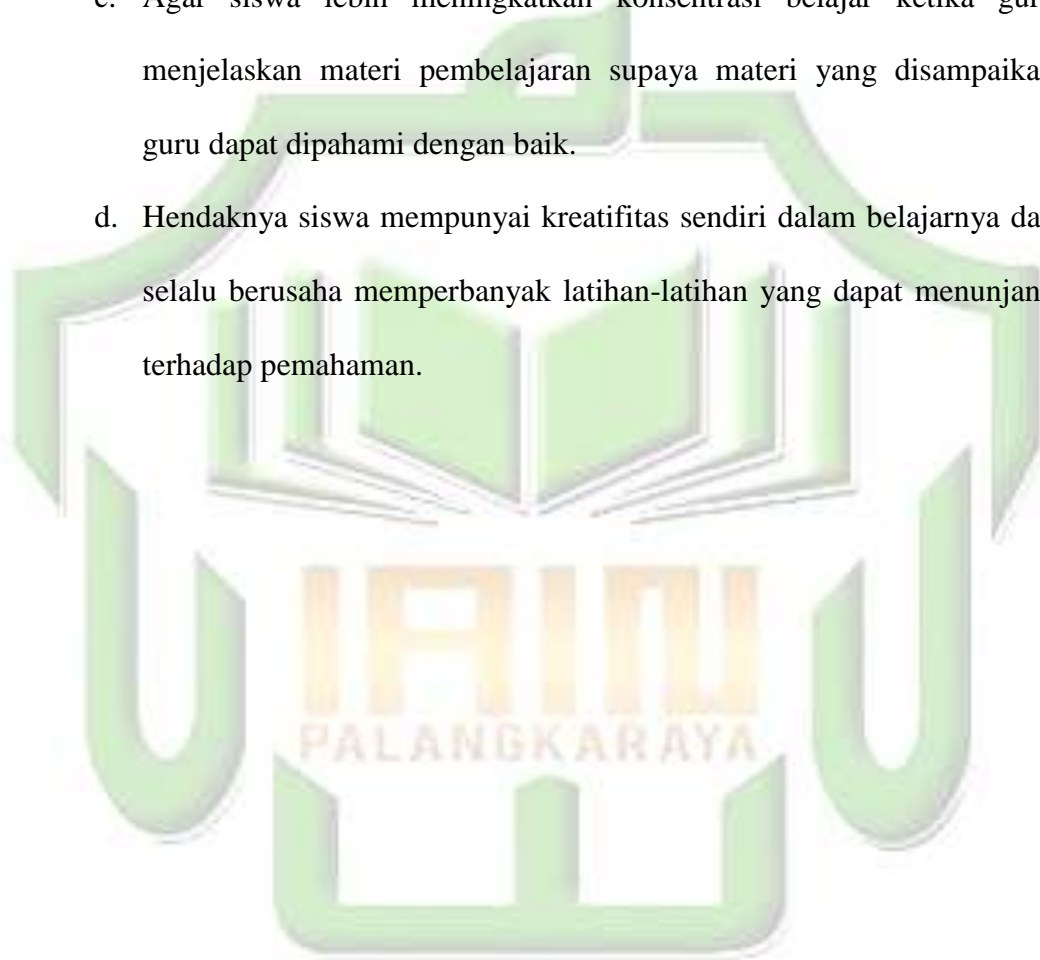 c. Agar siswa lebih meningkatkan konsentrasi belajar ketika gur
menjelaskan materi pembelajaran supaya materi yang disampaika
guru dapat dipahami dengan baik.
d. Hendaknya siswa mempunyai kreatifitas sendiri dalam belajarnya da
selalu berusaha memperbanyak latihan-latihan yang dapat menunjan
terhadap pemahaman.
IAIN
PALANGKARAYA